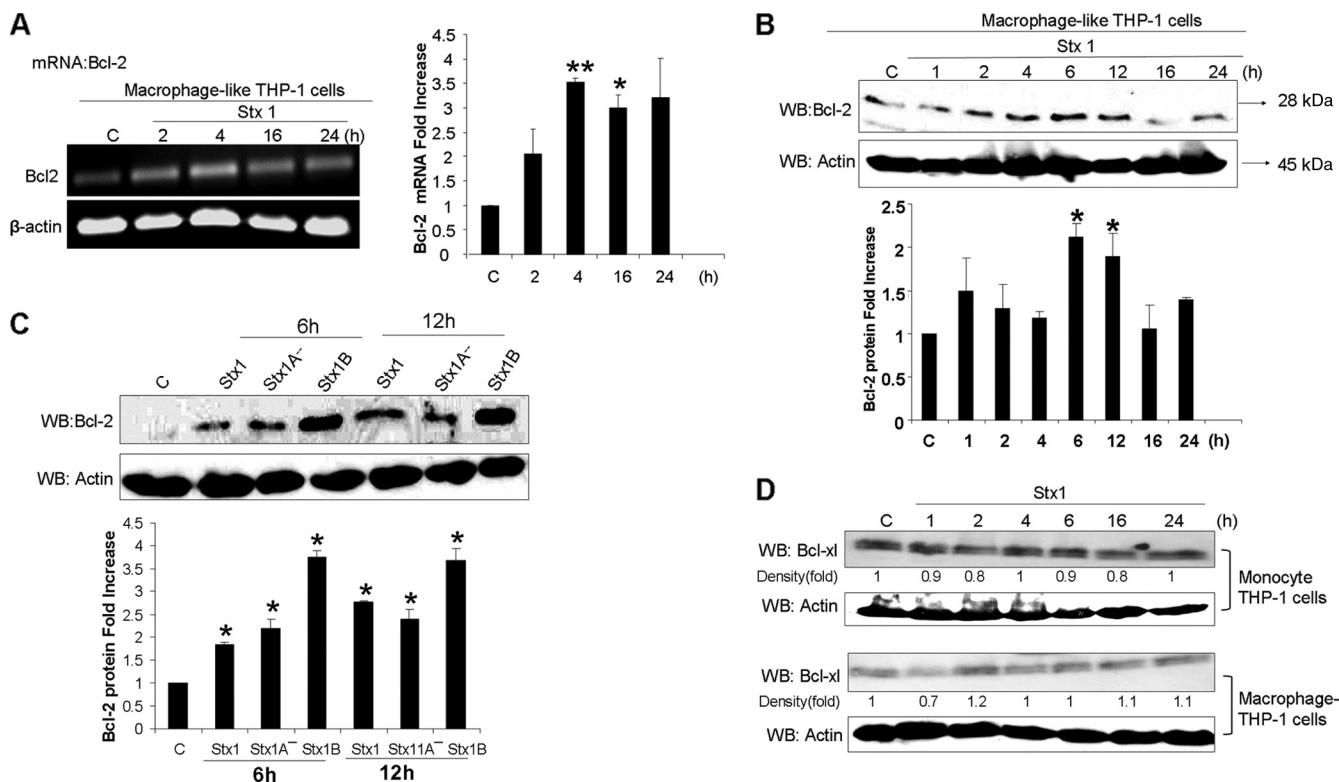 A
mRNA:Bcl-2
Macrophage-like THP-1 cells
Stx 1
C 2 4 16 24 (h)
Bcl2
β-actin
Bcl-2 mRNA Fold Increase
4.5
4
3.5
3
2.5
2
1.5
1
0.5
0
** *
C 2 4 16 24 (h)
B
Macrophage-like THP-1 cells
Stx 1
C 1 2 4 6 12 16 24 (h)
WB:Bcl-2
28 kDa
WB: Actin
45 kDa
Bcl-2 protein Fold Increase
2.5
2
1.5
1
0.5
0
* *
C 1 2 4 6 12 16 24 (h)
C
6h 12h
C Stx1 Stx1A⁻ Stx1B Stx1 Stx1A⁻ Stx1B
WB:Bcl-2
WB: Actin
Bcl-2 protein Fold Increase
4.5
4
3.5
3
2.5
2
1.5
1
0.5
0
* * * * * *
C Stx1 Stx1A⁻ Stx1B Stx1 Stx11A⁻ Stx1B
6h 12h
D
Stx1
C 1 2 4 6 16 24 (h)
WB: Bcl-xl
Density(fold) 1 0.9 0.8 1 0.9 0.8 1
WB: Actin
Monocyte
THP-1 cells
WB: Bcl-xl
Density(fold) 1 0.7 1.2 1 1 1.1 1.1
WB: Actin
Macrophage-
THP-1 cells